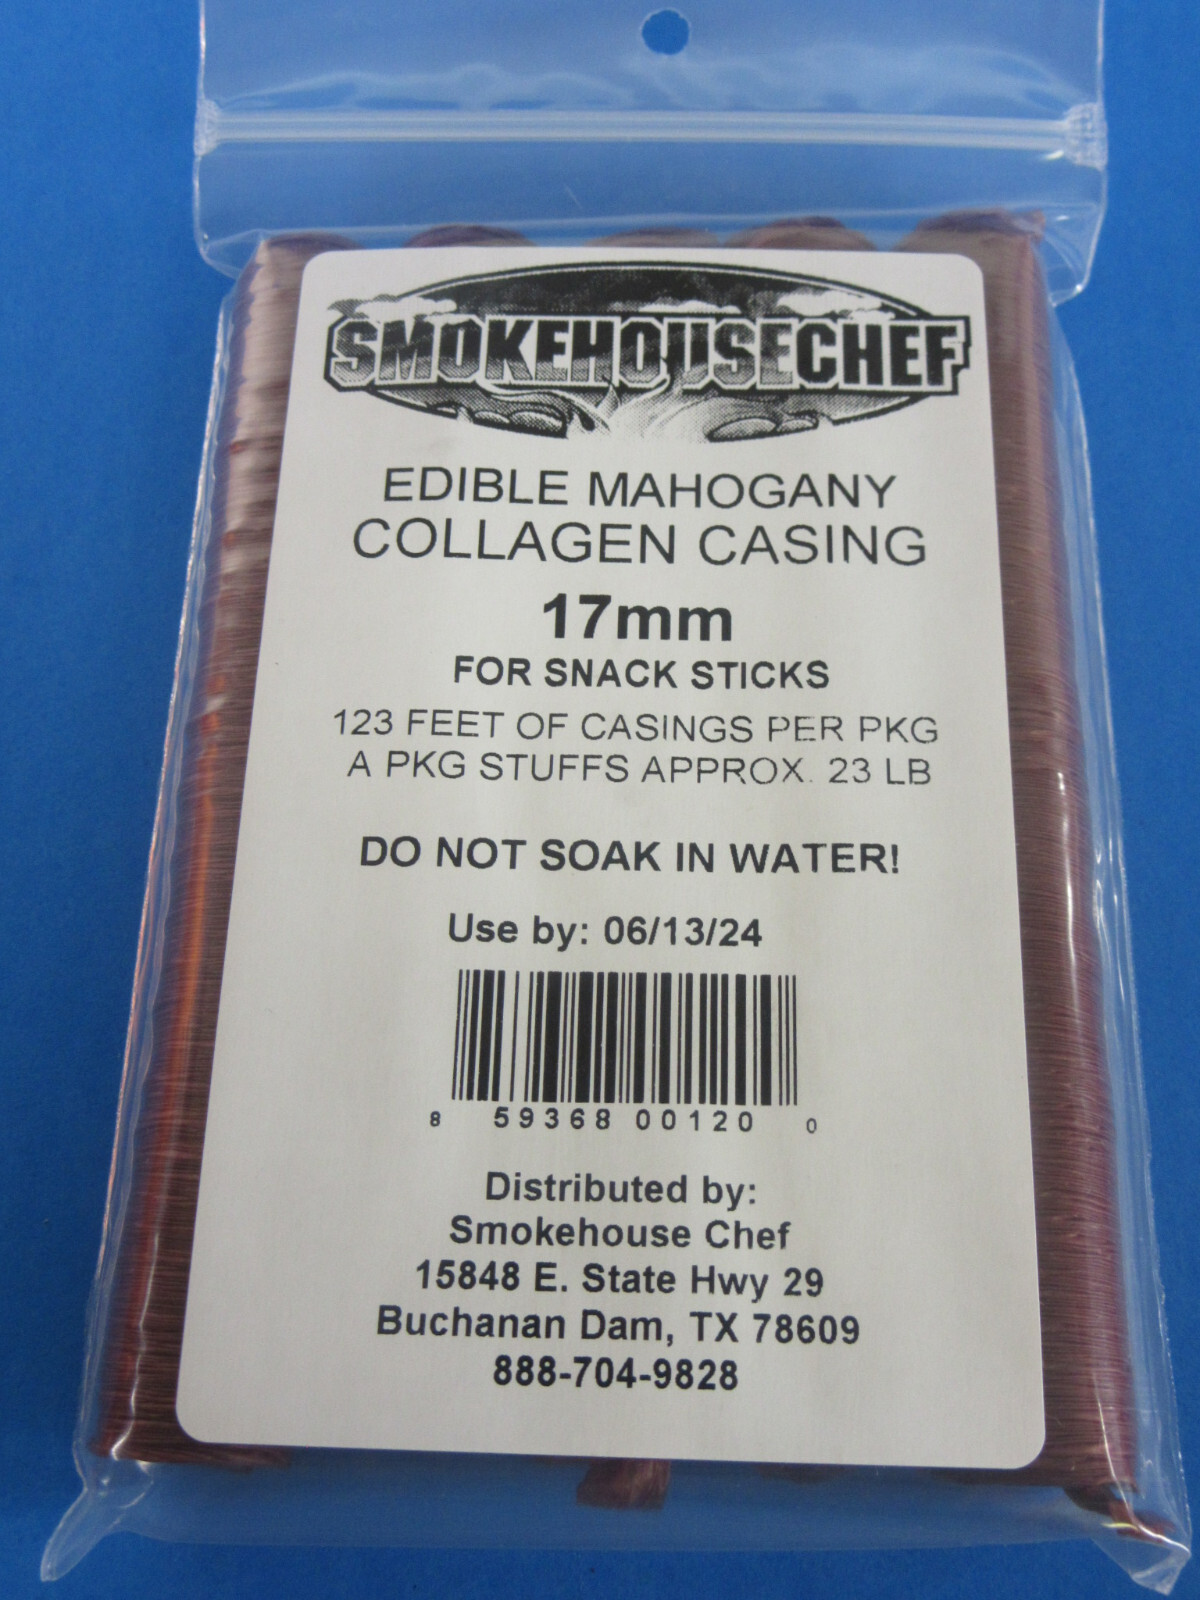 SMOKEHOUSECHEF
EDIBLE MAHOGANY
COLLAGEN CASING
17mm
FOR SNACK STICKS
123 FEET OF CASINGS PER PKG
A PKG STUFFS APPROX. 23 LB
DO NOT SOAK IN WATER!
Use by: 06/13/24
8 59368 00120 0
Distributed by:
Smokehouse Chef
15848 E. State Hwy 29
Buchanan Dam, TX 78609
888-704-9828